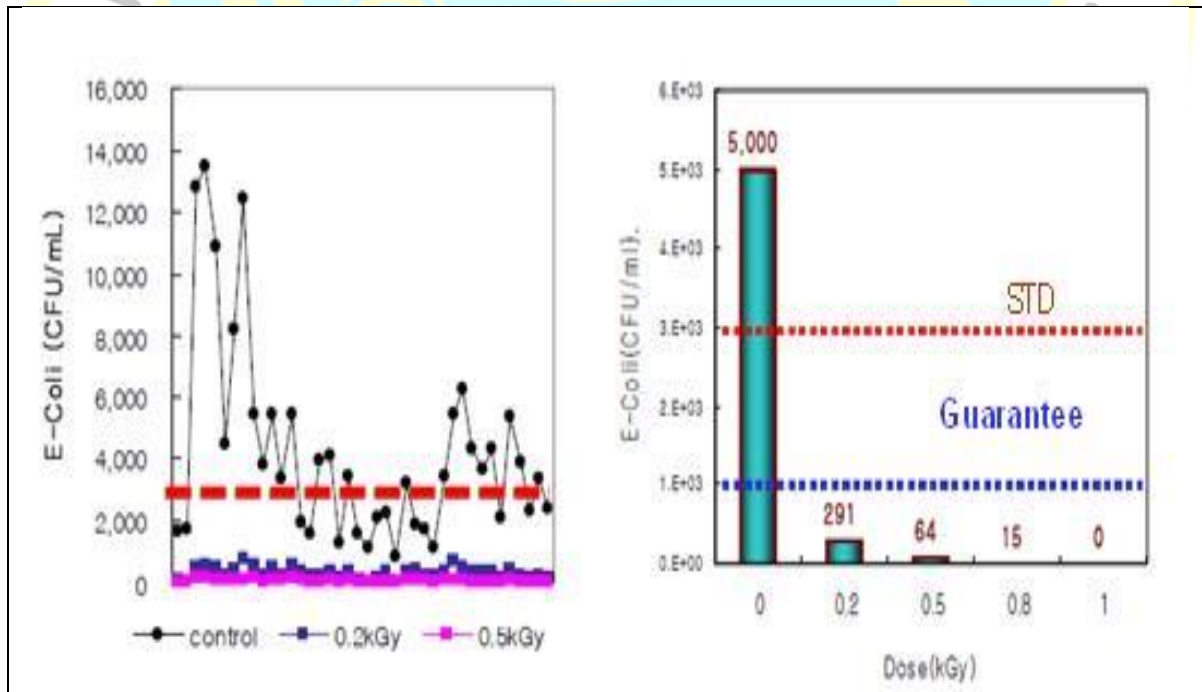 16,000
14,000
12,000
10,000
8,000
6,000
4,000
2,000
0
E-Coli (CFU/mL)
control
0.2kGy
0.5kGy
6.E+03
5.E+03
4.E+03
3.E+03
2.E+03
1.E+03
0.E+00
E-Coli(CFU/ml).
5,000
291
64
15
0
STD
Guarantee
0
0.2
0.5
0.8
1
Dose(kGy)